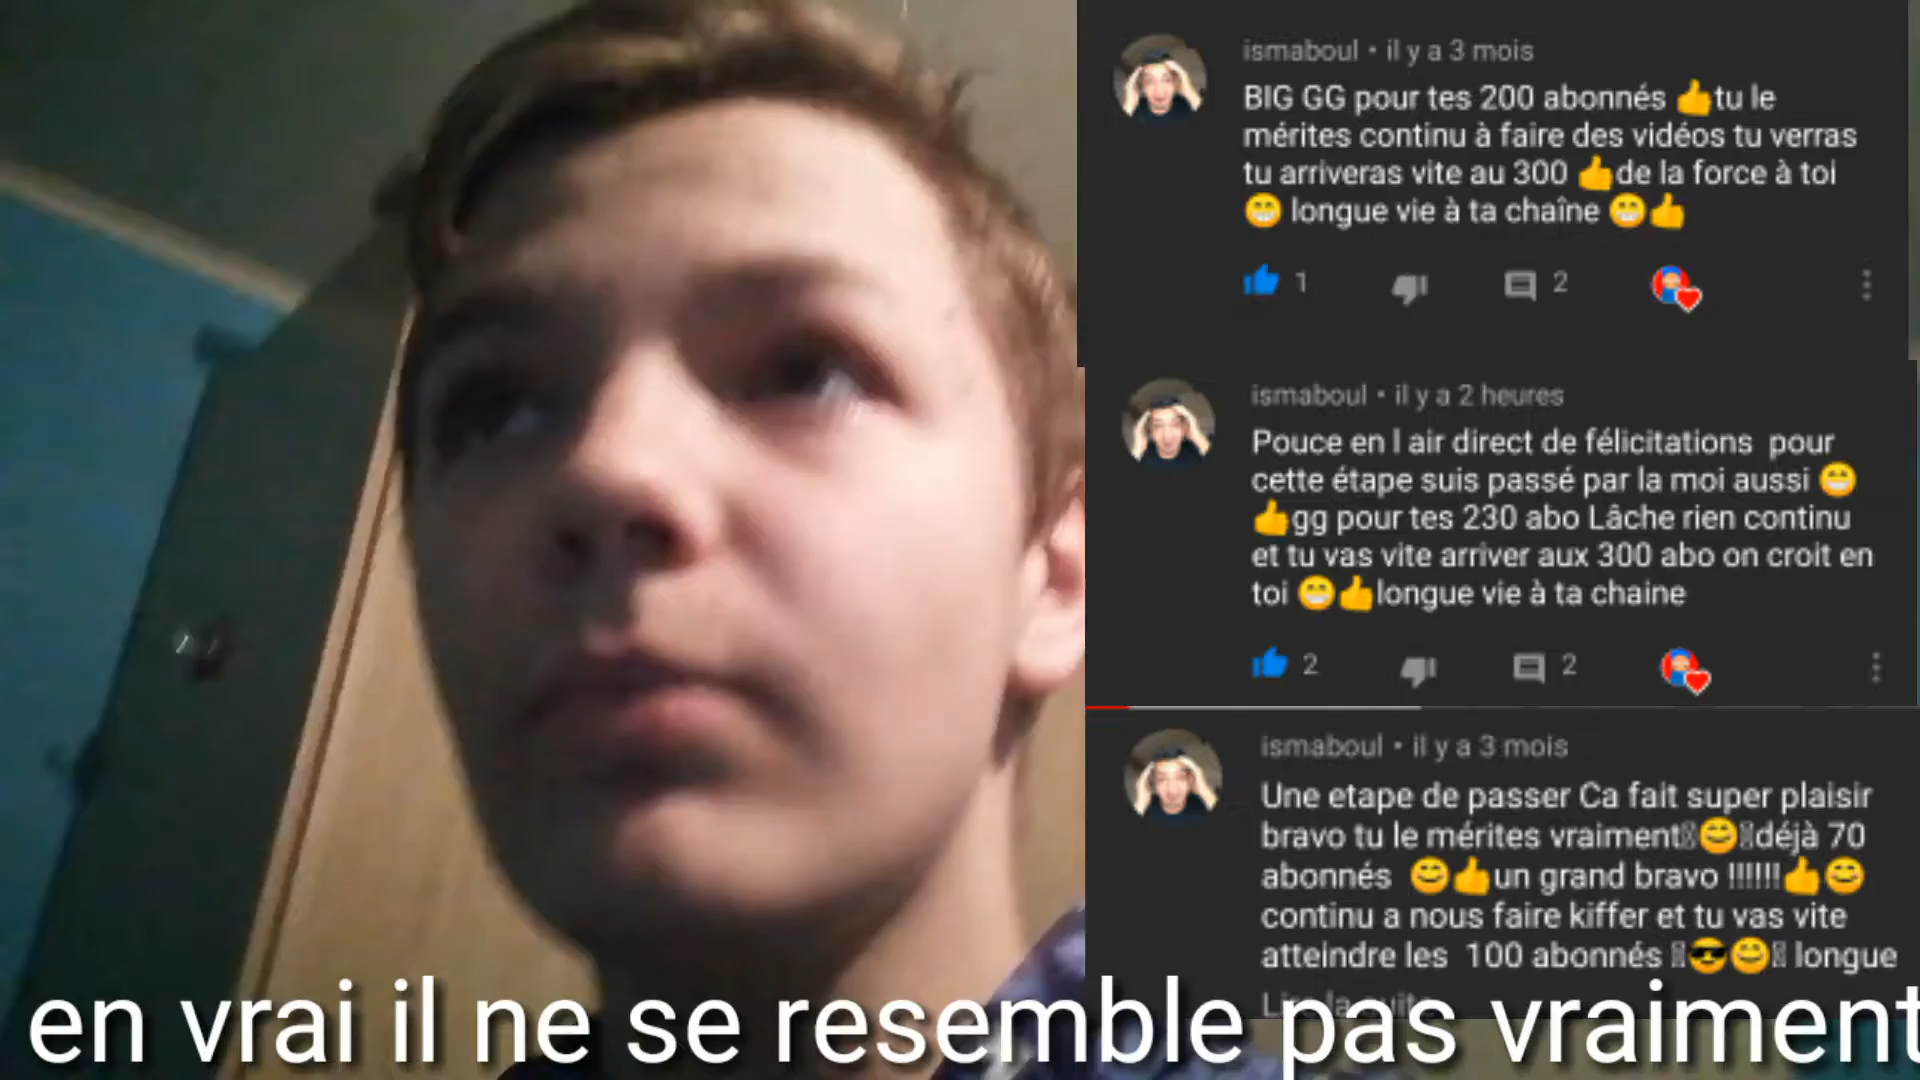 ismaboul • il y a 3 mois
BIG GG pour tes 200 abonnés 👍tu le
mérites continu à faire des vidéos tu verras
tu arriveras vite au 300 👍de la force à toi
😁 longue vie à ta chaîne 😁👍
1 2
ismaboul • il y a 2 heures
Pouce en l air direct de félicitations pour
cette étape suis passé par la moi aussi 😁
👍gg pour tes 230 abo Lâche rien continu
et tu vas vite arriver aux 300 abo on croit en
toi 😁👍longue vie à ta chaine
2 2
ismaboul • il y a 3 mois
Une etape de passer Ca fait super plaisir
bravo tu le mérites vraiment😊déjà 70
abonnés 😊👍un grand bravo !!!!!!👍😊
continu a nous faire kiffer et tu vas vite
atteindre les 100 abonnés 😎😊 longue
Lire la suite
en vrai il ne se resemble pas vraiment